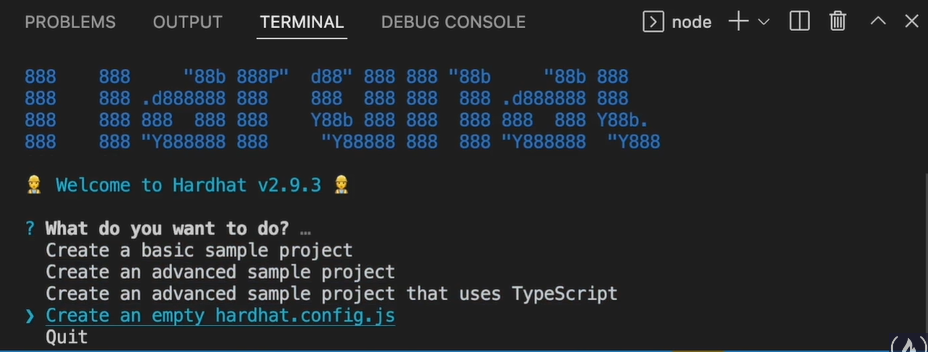 PROBLEMS OUTPUT TERMINAL DEBUG CONSOLE node
888    888     "88b 888P"  d88" 888 888 "88b     "88b 888
888    888 .d888888 888    888  888 888  888 .d888888 888
888    888 888  888 888    Y88b 888 888  888 888  888 Y88b.
888    888 "Y888888 888     "Y88888 888  888 "Y888888  "Y888
Welcome to Hardhat v2.9.3
? What do you want to do? …
Create a basic sample project
Create an advanced sample project
Create an advanced sample project that uses TypeScript
❯ Create an empty hardhat.config.js
Quit